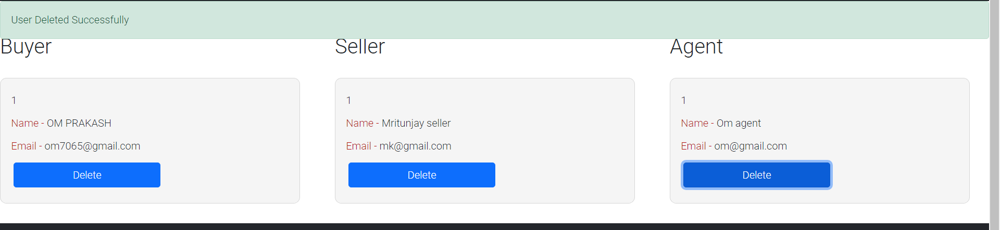 User Deleted Successfully
Buyer
1
Name - OM PRAKASH
Email - om7065@gmail.com
Delete
Seller
1
Name - Mritunjay seller
Email - mk@gmail.com
Delete
Agent
1
Name - Om agent
Email - om@gmail.com
Delete